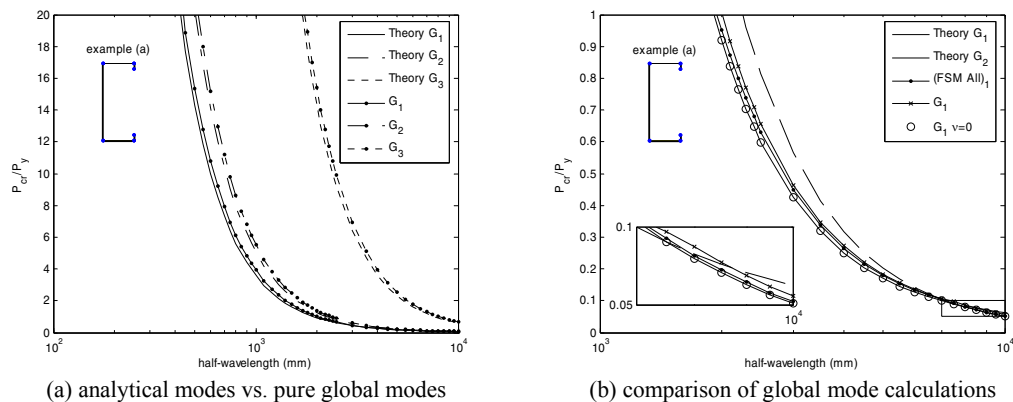 20
18
16
14
12
10
8
6
4
2
0
P_cr/P_y
10^2
10^3
10^4
half-wavelength (mm)
example (a)
Theory G_1
Theory G_2
Theory G_3
G_1
G_2
G_3
(a) analytical modes vs. pure global modes
1
0.9
0.8
0.7
0.6
0.5
0.4
0.3
0.2
0.1
0
P_cr/P_y
10^3
10^4
half-wavelength (mm)
example (a)
Theory G_1
Theory G_2
(FSM All)_1
G_1
G_1 ν=0
0.1
0.05
10^4
(b) comparison of global mode calculations